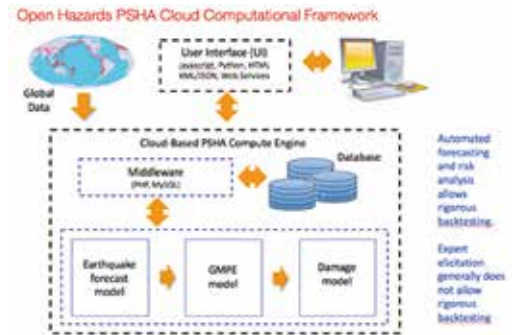 Open Hazards PSHA Cloud Computational Framework
User Interface (UI)
Javascript, Python, HTML
XML/JSON, Web Services
Global
Data
Cloud-Based PSHA Compute Engine
Database
Middleware
(PHP, MySQL)
Earthquake
forecast
model
GMPE
model
Damage
model
Automated
forecasting
and risk
analysis
allows
rigorous
backtesting.
Expert
elicitation
generally does
not allow
rigorous
backtesting